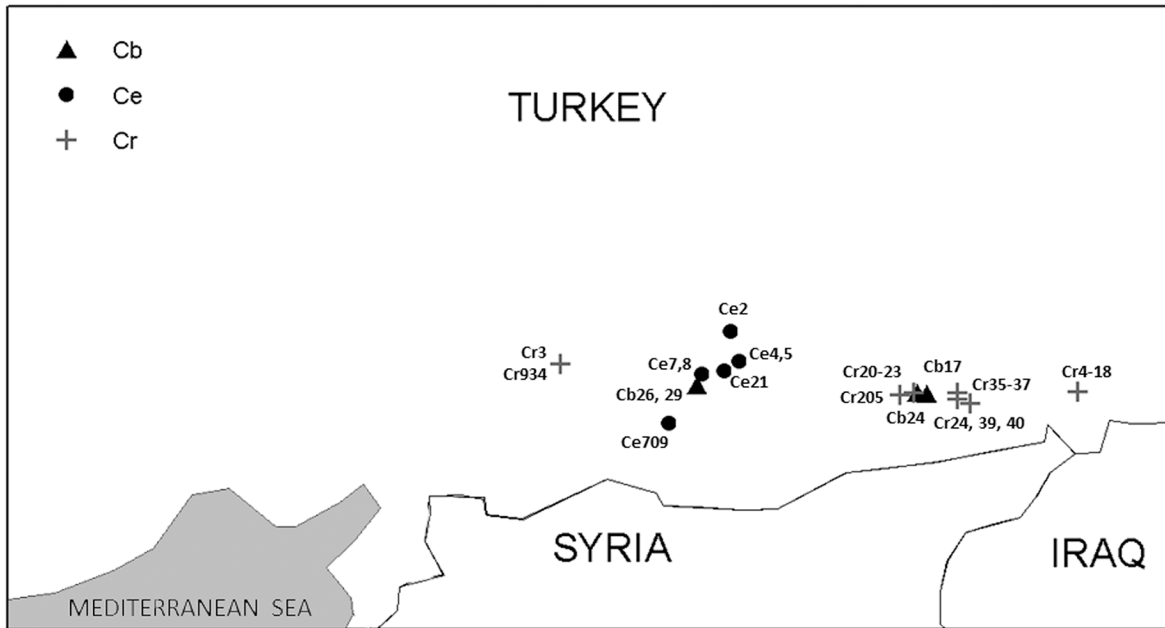 Cb
Ce
Cr
TURKEY
Ce2
Cr3
Cr934
Ce7,8
Ce4,5
Ce21
Cb26, 29
Ce709
Cr20-23
Cb17
Cr35-37
Cr4-18
Cr205
Cb24
Cr24, 39, 40
SYRIA
IRAQ
MEDITERRANEAN SEA